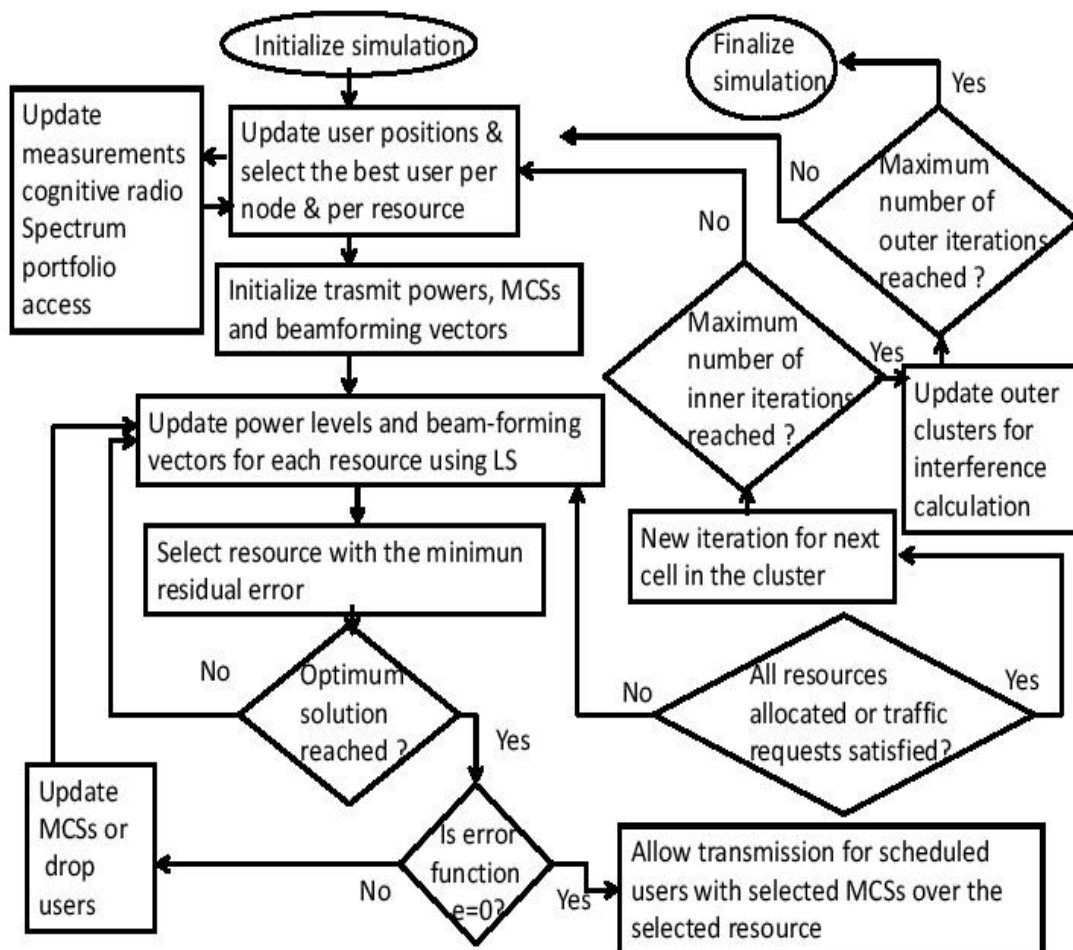 Initialize simulation
Finalize
simulation
Yes
Update
measurements
cognitive radio
Spectrum
portfolio
access
Update user positions &
select the best user per
node & per resource
No
Maximum
number of
outer iterations
reached ?
No
Initialize trasmit powers, MCSs
and beamforming vectors
Maximum
number of
inner iterations
reached ?
Yes
Update outer
clusters for
interference
calculation
Update power levels and beam-forming
vectors for each resource using LS
New iteration for next
cell in the cluster
Select resource with the minimun
residual error
No
Optimum
solution
reached ?
Yes
No
All resources
allocated or traffic
requests satisfied?
Yes
Update
MCSs or
drop
users
No
Is error
function
e=0?
Yes
Allow transmission for scheduled
users with selected MCSs over the
selected resource